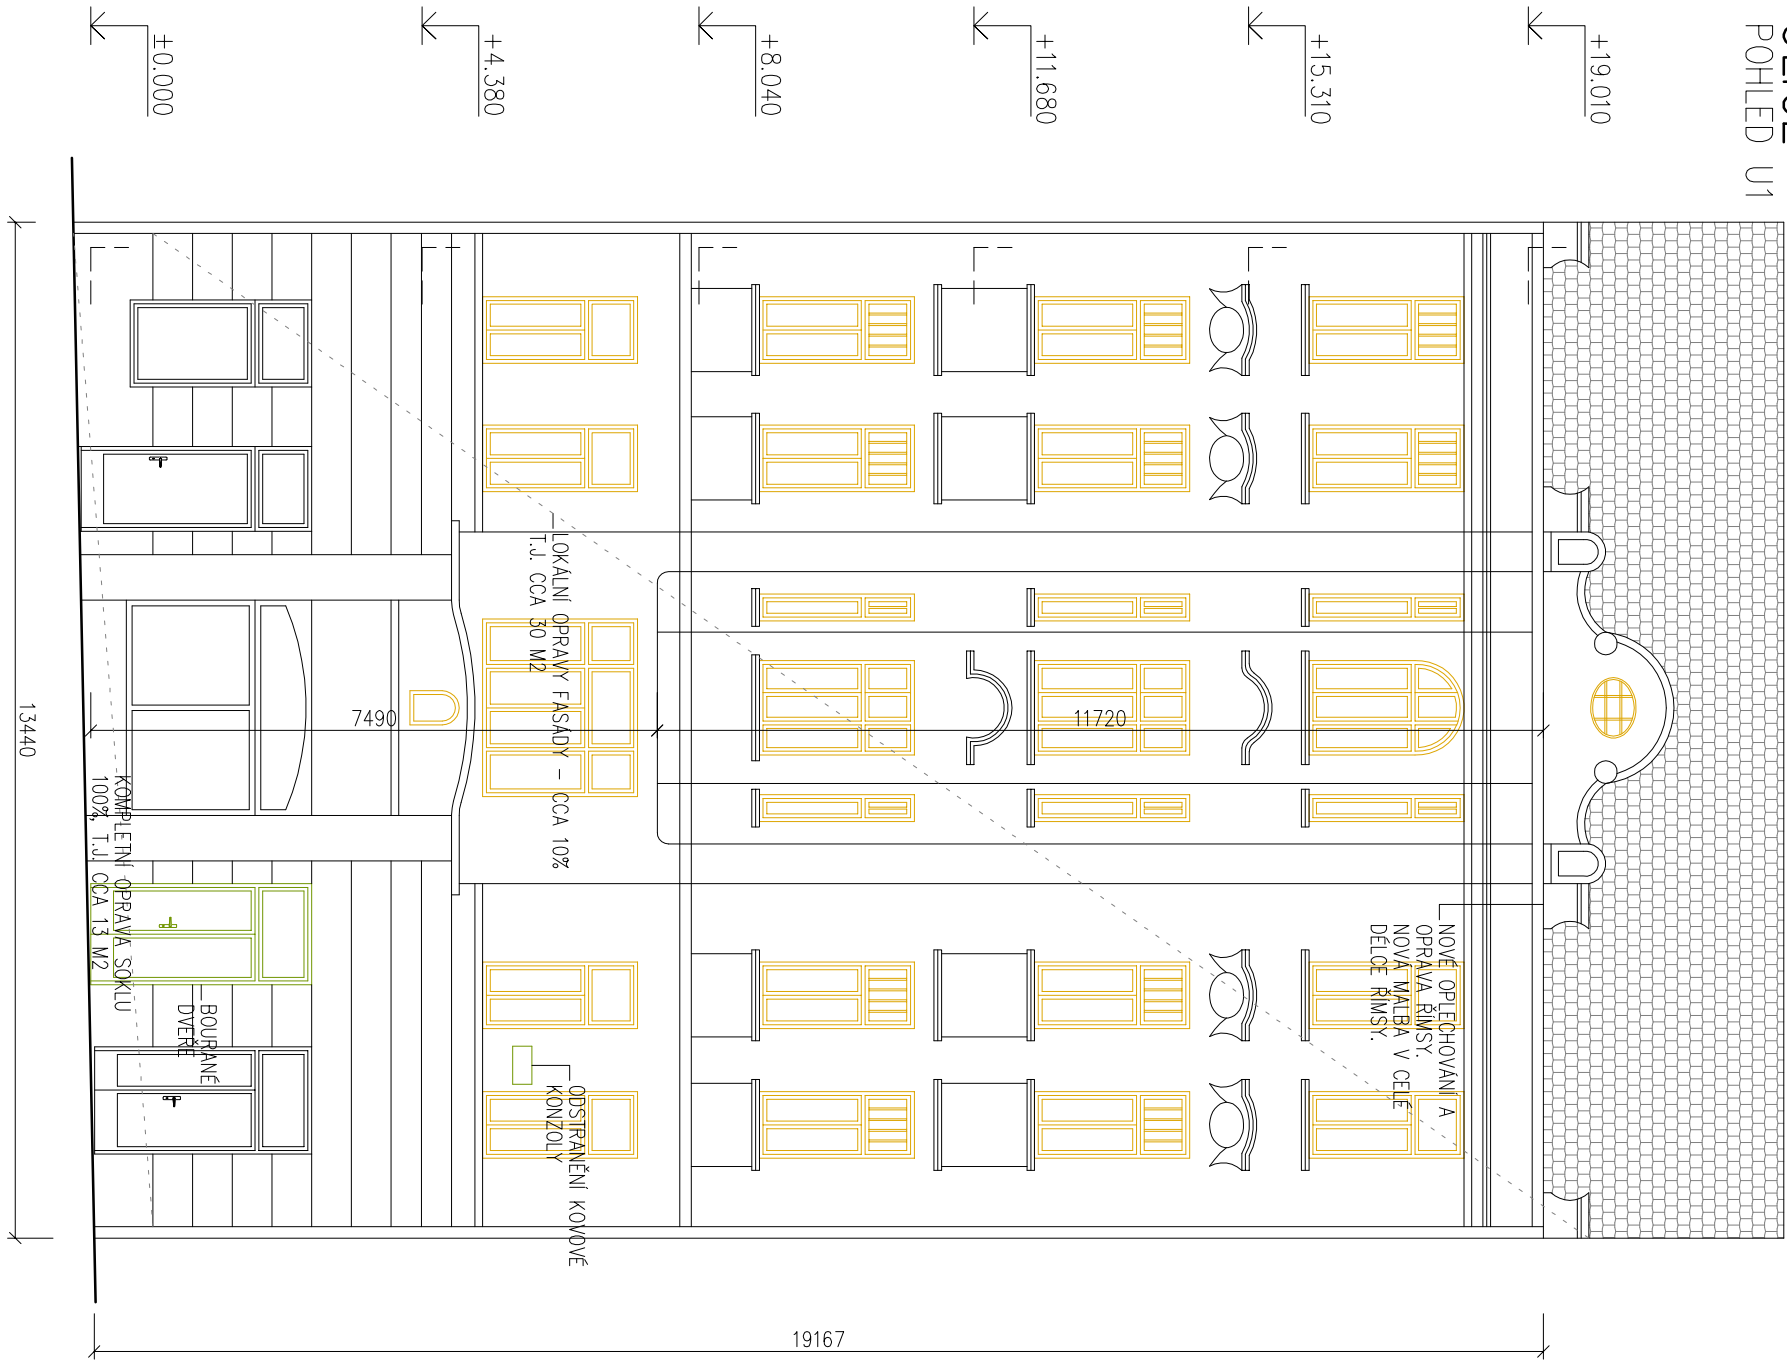 POHLED U1
+19.010
+15.310
+11.680
+8.040
+4.380
±0.000
NOVÉ OPLECHOVÁNÍ A
OPRAVA ŘÍMSY.
NOVÁ MALBA V CELÉ
DÉLCE ŘÍMSY.
LOKÁLNÍ OPRAVY FASÁDY – CCA 10%
T.J. CCA 30 M2
11720
7490
ODSTRANĚNÍ KOVOVÉ
KONZOLY
BOURANÉ
DVEŘE
KOMPLETNÍ OPRAVA SOKLU
100%, T.J. CCA 13 M2
13440
19167